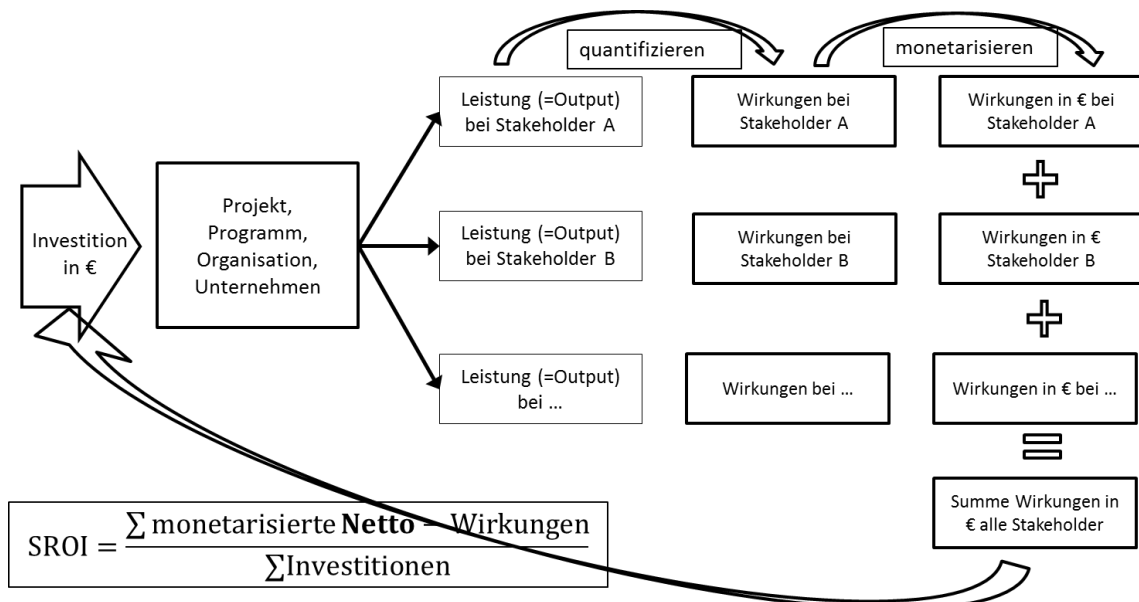 quantifizieren
monetarisieren
Leistung (=Output)
bei Stakeholder A
Wirkungen bei
Stakeholder A
Wirkungen in € bei
Stakeholder A
Investition
in €
Projekt,
Programm,
Organisation,
Unternehmen
Leistung (=Output)
bei Stakeholder B
Wirkungen bei
Stakeholder B
Wirkungen in €
Stakeholder B
Leistung (=Output)
bei ...
Wirkungen bei ...
Wirkungen in € bei ...
Summe Wirkungen in
€ alle Stakeholder
SROI = ∑ monetarisierte Netto − Wirkungen
∑Investitionen